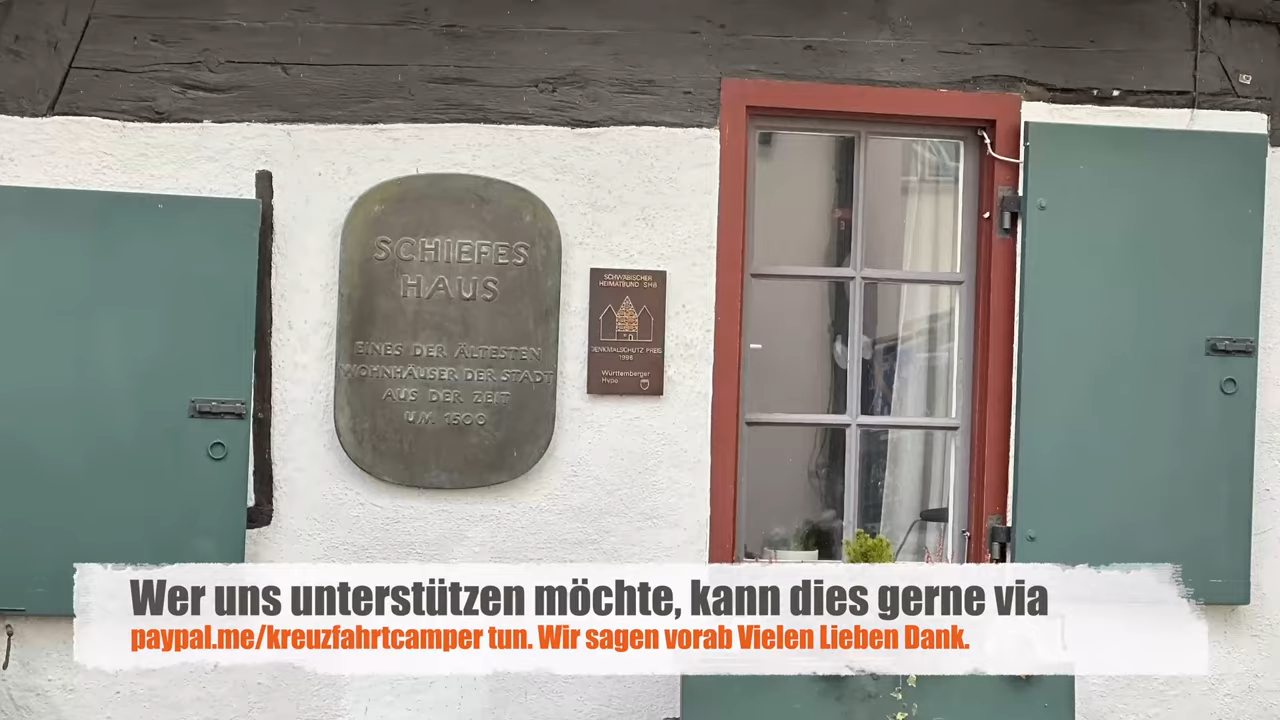 SCHIEFES
HAUS
EINES DER ÄLTESTEN
WOHNHÄUSER DER STADT
AUS DER ZEIT
UM 1500
SCHWÄBISCHER
HEIMATBUND SHB
DENKMALSCHUTZ PREIS
1996
Württemberger
Hypo
Wer uns unterstützen möchte, kann dies gerne via
paypal.me/kreuzfahrtcamper tun. Wir sagen vorab Vielen Lieben Dank.